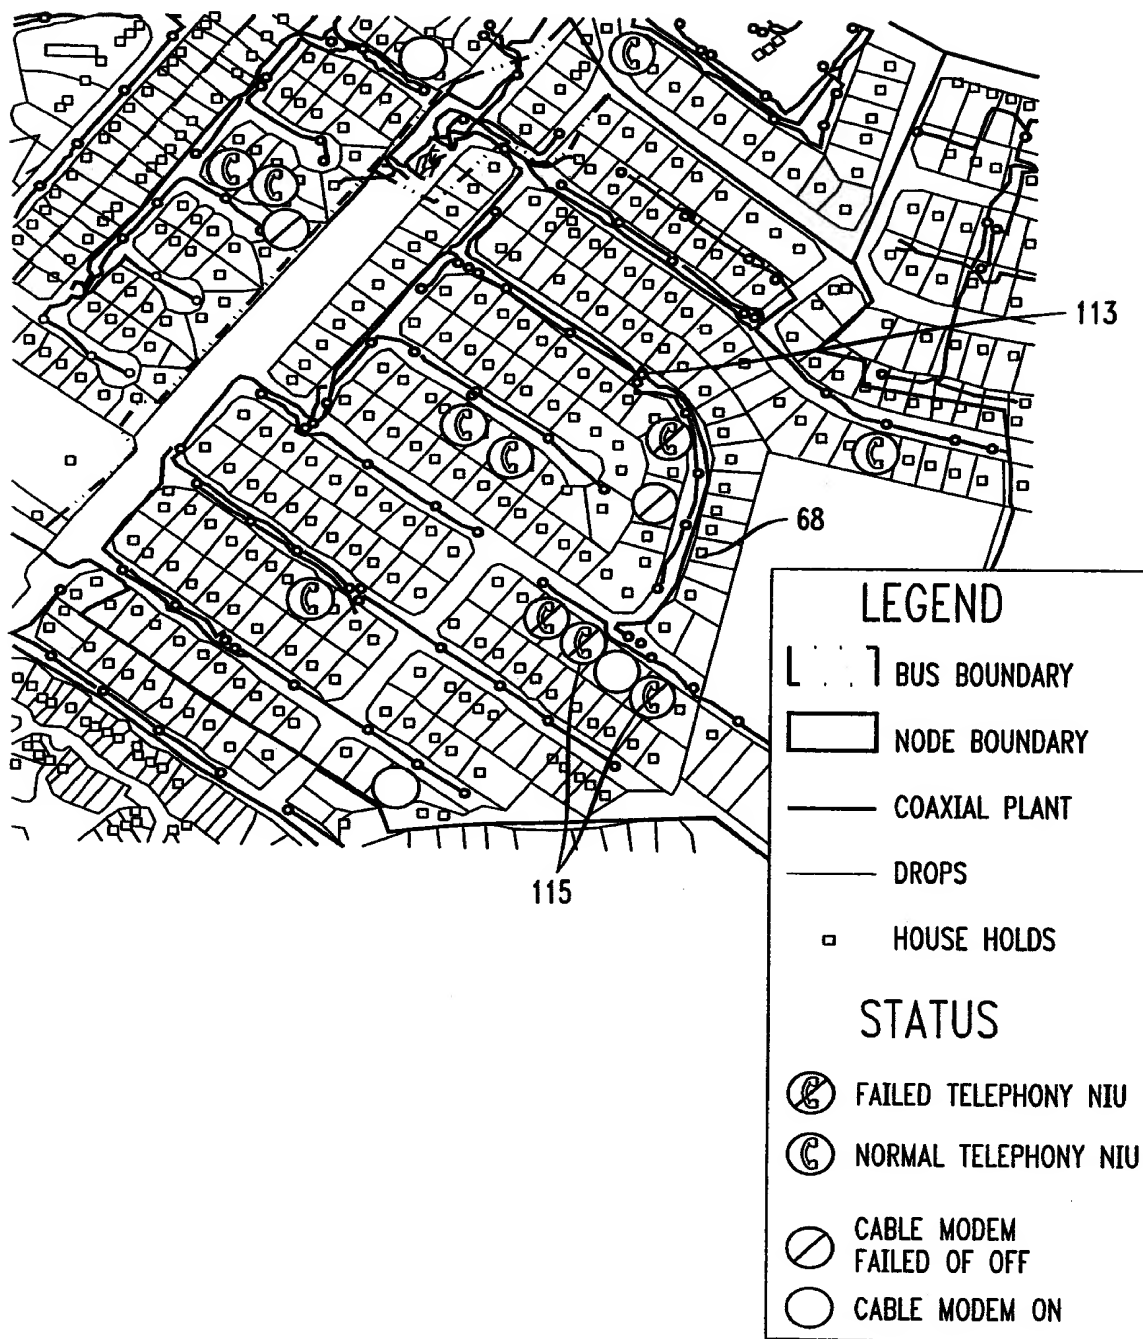 113
68
115
LEGEND
BUS BOUNDARY
NODE BOUNDARY
COAXIAL PLANT
DROPS
HOUSE HOLDS
STATUS
FAILED TELEPHONY NIU
NORMAL TELEPHONY NIU
CABLE MODEM
FAILED OF OFF
CABLE MODEM ON